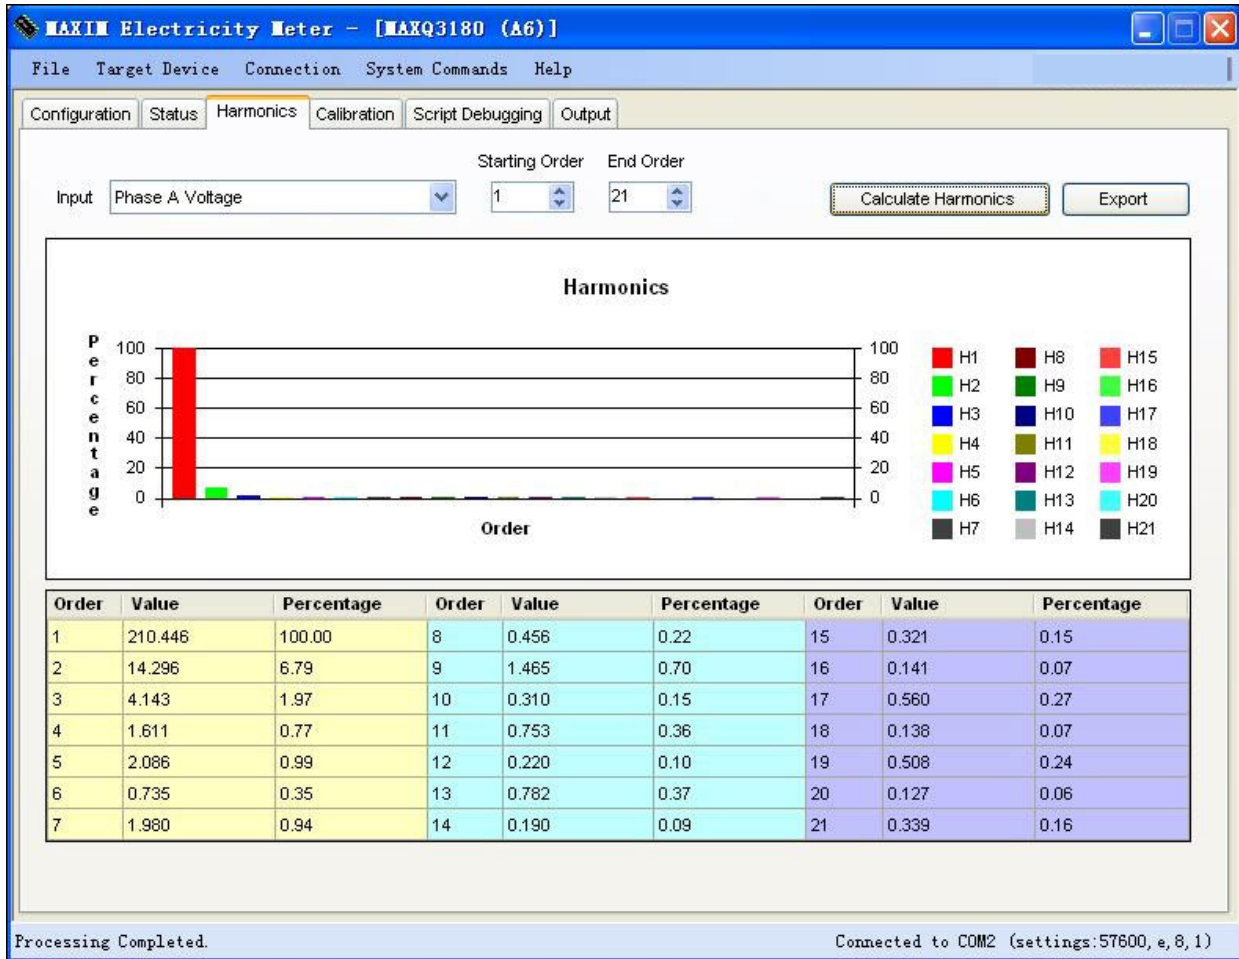 MAXIM Electricity Meter - [MAXQ3180 (A6)]
File Target Device Connection System Commands Help
Configuration Status Harmonics Calibration Script Debugging Output
Starting Order End Order
Input Phase A Voltage 1 21 Calculate Harmonics Export
Harmonics
Percentage
100 100
80 80
60 60
40 40
20 20
0 0
Order
H1 H8 H15
H2 H9 H16
H3 H10 H17
H4 H11 H18
H5 H12 H19
H6 H13 H20
H7 H14 H21
Order Value Percentage Order Value Percentage Order Value Percentage
1 210.446 100.00 8 0.456 0.22 15 0.321 0.15
2 14.296 6.79 9 1.465 0.70 16 0.141 0.07
3 4.143 1.97 10 0.310 0.15 17 0.560 0.27
4 1.611 0.77 11 0.753 0.36 18 0.138 0.07
5 2.086 0.99 12 0.220 0.10 19 0.508 0.24
6 0.735 0.35 13 0.782 0.37 20 0.127 0.06
7 1.980 0.94 14 0.190 0.09 21 0.339 0.16
Processing Completed. Connected to COM2 (settings:57600,e,8,1)